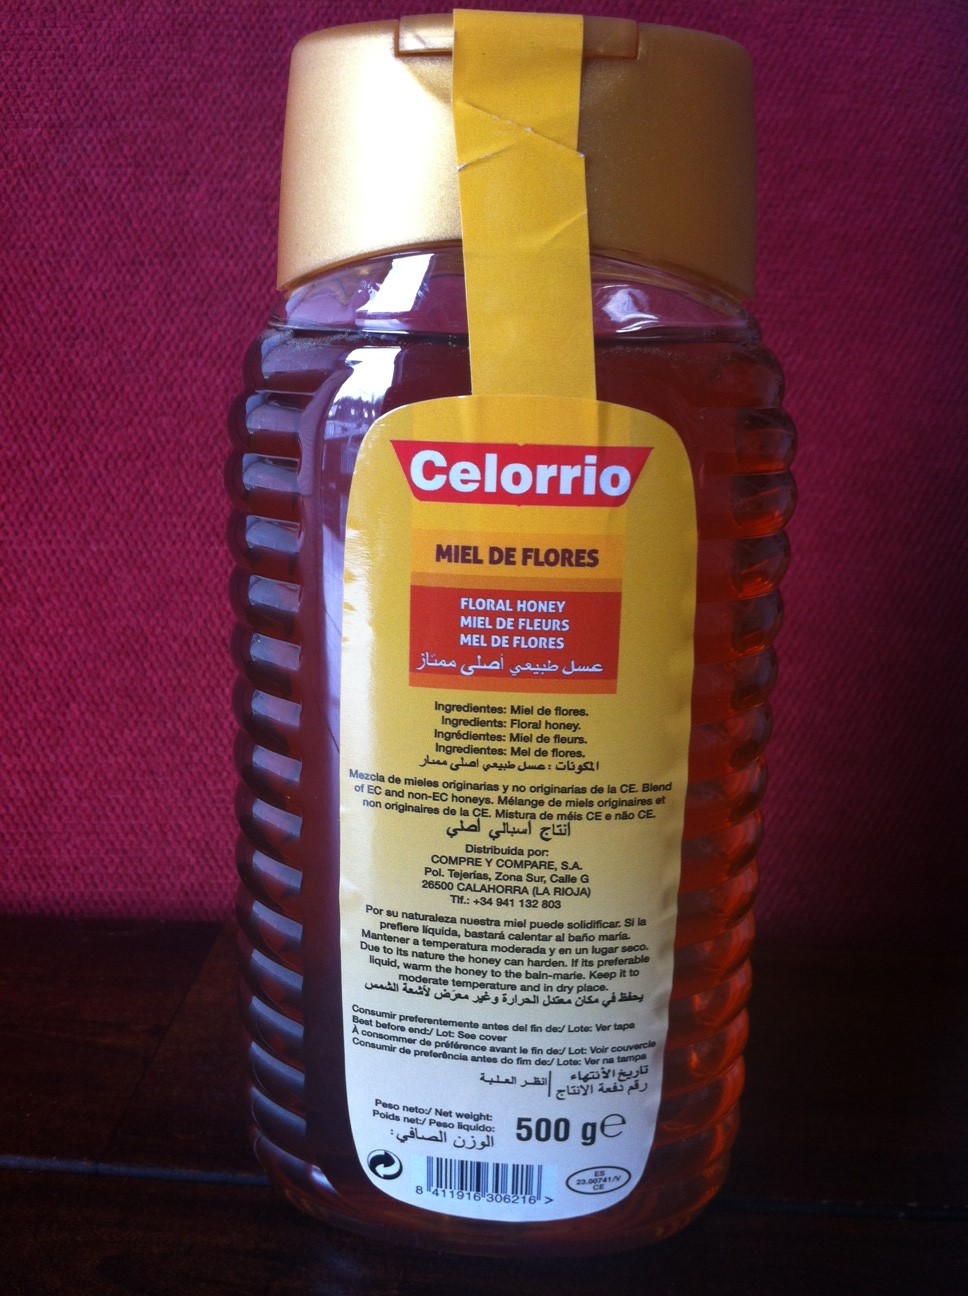 Celorrio
MIEL DE FLORES
FLORAL HONEY
MIEL DE FLEURS
MEL DE FLORES
عسل طبيعي أصلى ممتاز
Ingredientes: Miel de flores.
Ingredients: Floral honey.
Ingrédientes: Miel de fleurs.
Ingredientes: Mel de flores.
المكونات : عسل طبيعي اصلى ممتاز
Mezcla de mieles originarias y no originarias de la CE. Blend
of EC and non-EC honeys. Mélange de miels originaires et
non originaires de la CE. Mistura de méis CE e não CE.
أنتاج أسبالي أصلي
Distribuida por:
COMPRE Y COMPARE, S.A.
Pol. Tejerías, Zona Sur, Calle G
26500 CALAHORRA (LA RIOJA)
Tlf.: +34 941 132 803
Por su naturaleza nuestra miel puede solidificar. Si la
prefiere líquida, bastará calentar al baño maría.
Mantener a temperatura moderada y en un lugar seco.
Due to its nature the honey can harden. If its preferable
liquid, warm the honey to the bain-marie. Keep it to
moderate temperature and in dry place.
يحفظ في مكان معتدل الحرارة وغير معرّض لأشعة الشمس
Consumir preferentemente antes del fin de:/ Lote: Ver tapa
Best before end:/ Lot: See cover
À consommer de préférence avant le fin de:/ Lot: Voir couvercle
Consumir de preferência antes do fim de:/ Lote: Ver na tampa
تاريخ الأنتهاء
رقم دفعة الانتاج | انظر العلبة
Peso neto:/ Net weight:
Poids net:/ Peso liquido:
الوزن الصافي:
500 g e
8 411916 306216 >
ES
23.00741/V
CE